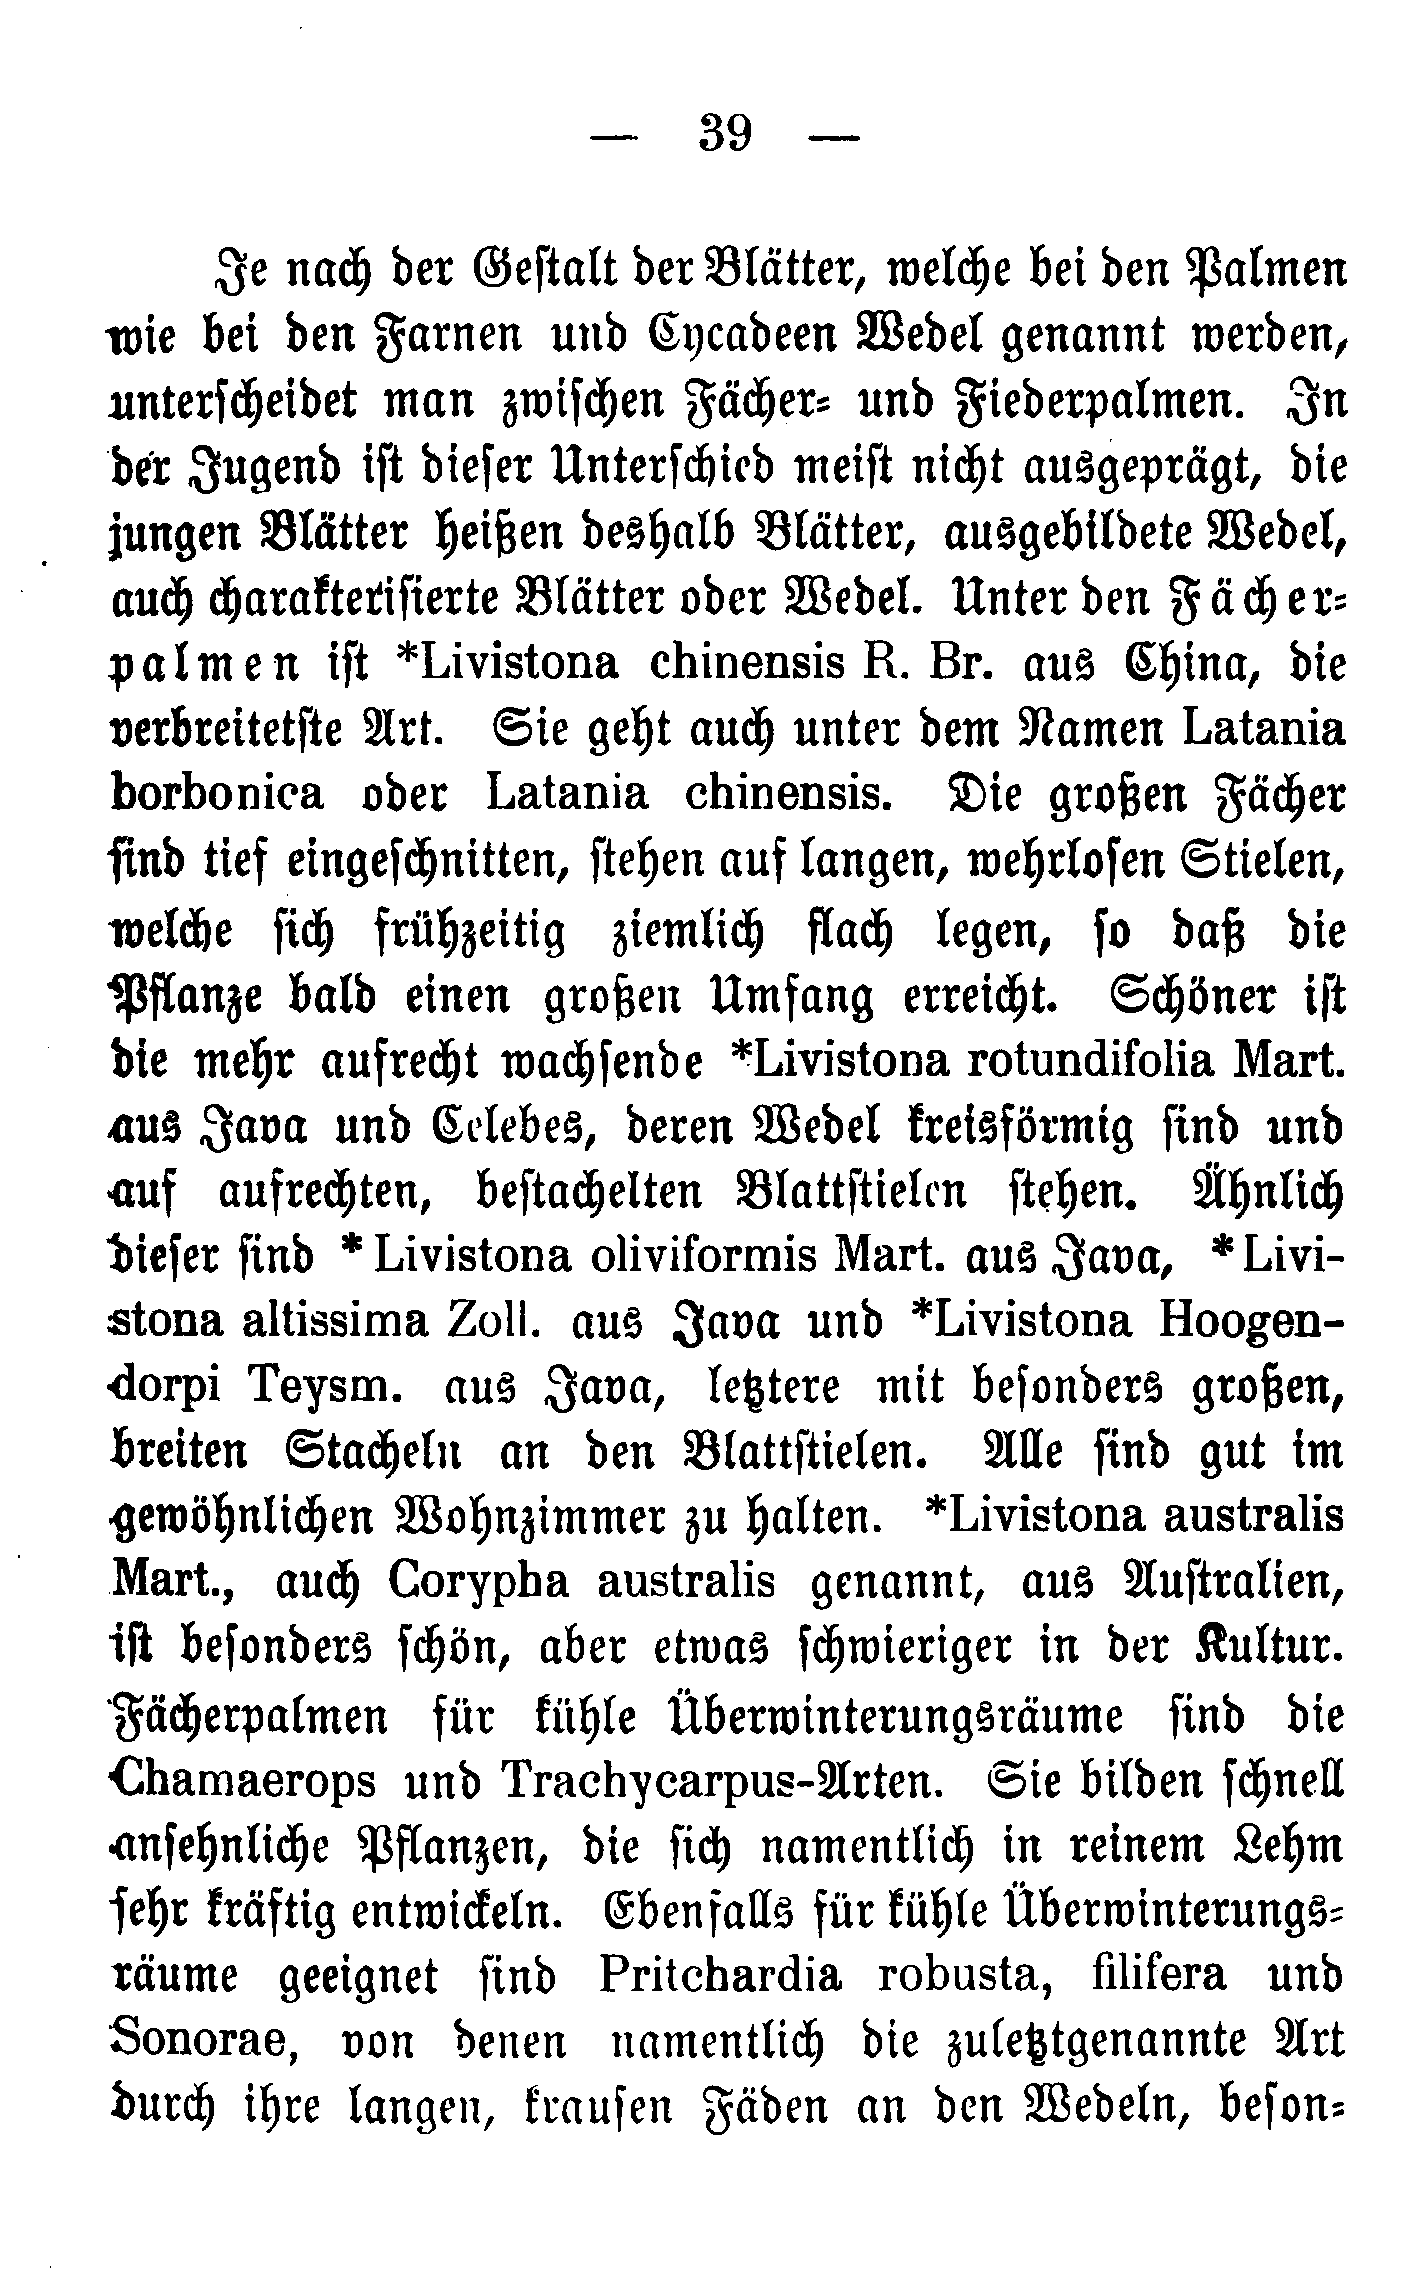 — 39 —
Je nach der Geſtalt der Blätter, welche bei den Palmen
wie bei den Farnen und Cycadeen Wedel genannt werden,
unterſcheidet man zwiſchen Fächer- und Fiederpalmen. In
der Jugend iſt dieſer Unterſchied meiſt nicht ausgeprägt, die
jungen Blätter heißen deshalb Blätter, ausgebildete Wedel,
auch charakteriſierte Blätter oder Wedel. Unter den Fächer-
palmen iſt *Livistona chinensis R. Br. aus China, die
verbreitetſte Art. Sie geht auch unter dem Namen Latania
borbonica oder Latania chinensis. Die großen Fächer
ſind tief eingeſchnitten, ſtehen auf langen, wehrloſen Stielen,
welche ſich frühzeitig ziemlich flach legen, ſo daß die
Pflanze bald einen großen Umfang erreicht. Schöner iſt
die mehr aufrecht wachſende *Livistona rotundifolia Mart.
aus Java und Celebes, deren Wedel kreisförmig ſind und
auf aufrechten, beſtachelten Blattſtielen ſtehen. Ähnlich
dieſer ſind * Livistona oliviformis Mart. aus Java, * Livi-
stona altissima Zoll. aus Java und *Livistona Hoogen-
dorpi Teysm. aus Java, letztere mit beſonders großen,
breiten Stacheln an den Blattſtielen. Alle ſind gut im
gewöhnlichen Wohnzimmer zu halten. *Livistona australis
Mart., auch Corypha australis genannt, aus Auſtralien,
iſt beſonders ſchön, aber etwas ſchwieriger in der Kultur.
Fächerpalmen für kühle Überwinterungsräume ſind die
Chamaerops und Trachycarpus-Arten. Sie bilden ſchnell
anſehnliche Pflanzen, die ſich namentlich in reinem Lehm
ſehr kräftig entwickeln. Ebenfalls für kühle Überwinterungs-
räume geeignet ſind Pritchardia robusta, filifera und
Sonorae, von denen namentlich die zuletztgenannte Art
durch ihre langen, krauſen Fäden an den Wedeln, beſon-